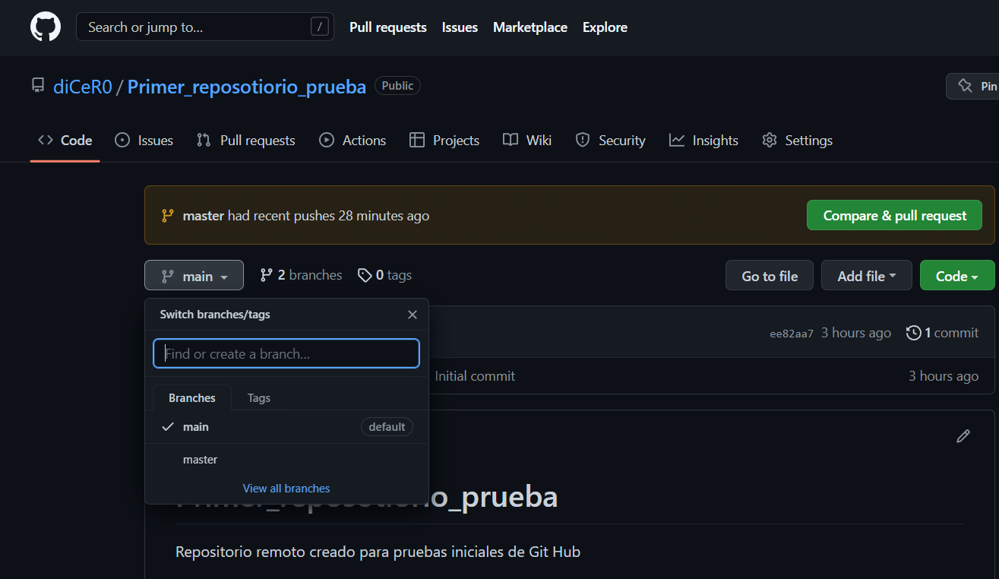 Search or jump to... /
Pull requests Issues Marketplace Explore
diCeR0 / Primer_reposotiorio_prueba Public
Pin
Code Issues Pull requests Actions Projects Wiki Security Insights Settings
master had recent pushes 28 minutes ago
Compare & pull request
main 2 branches 0 tags
Go to file Add file Code
Switch branches/tags
ee82aa7 3 hours ago 1 commit
Find or create a branch...
Initial commit 3 hours ago
Branches Tags
main default
master
View all branches
Primer_reposotiorio_prueba
Repositorio remoto creado para pruebas iniciales de Git Hub